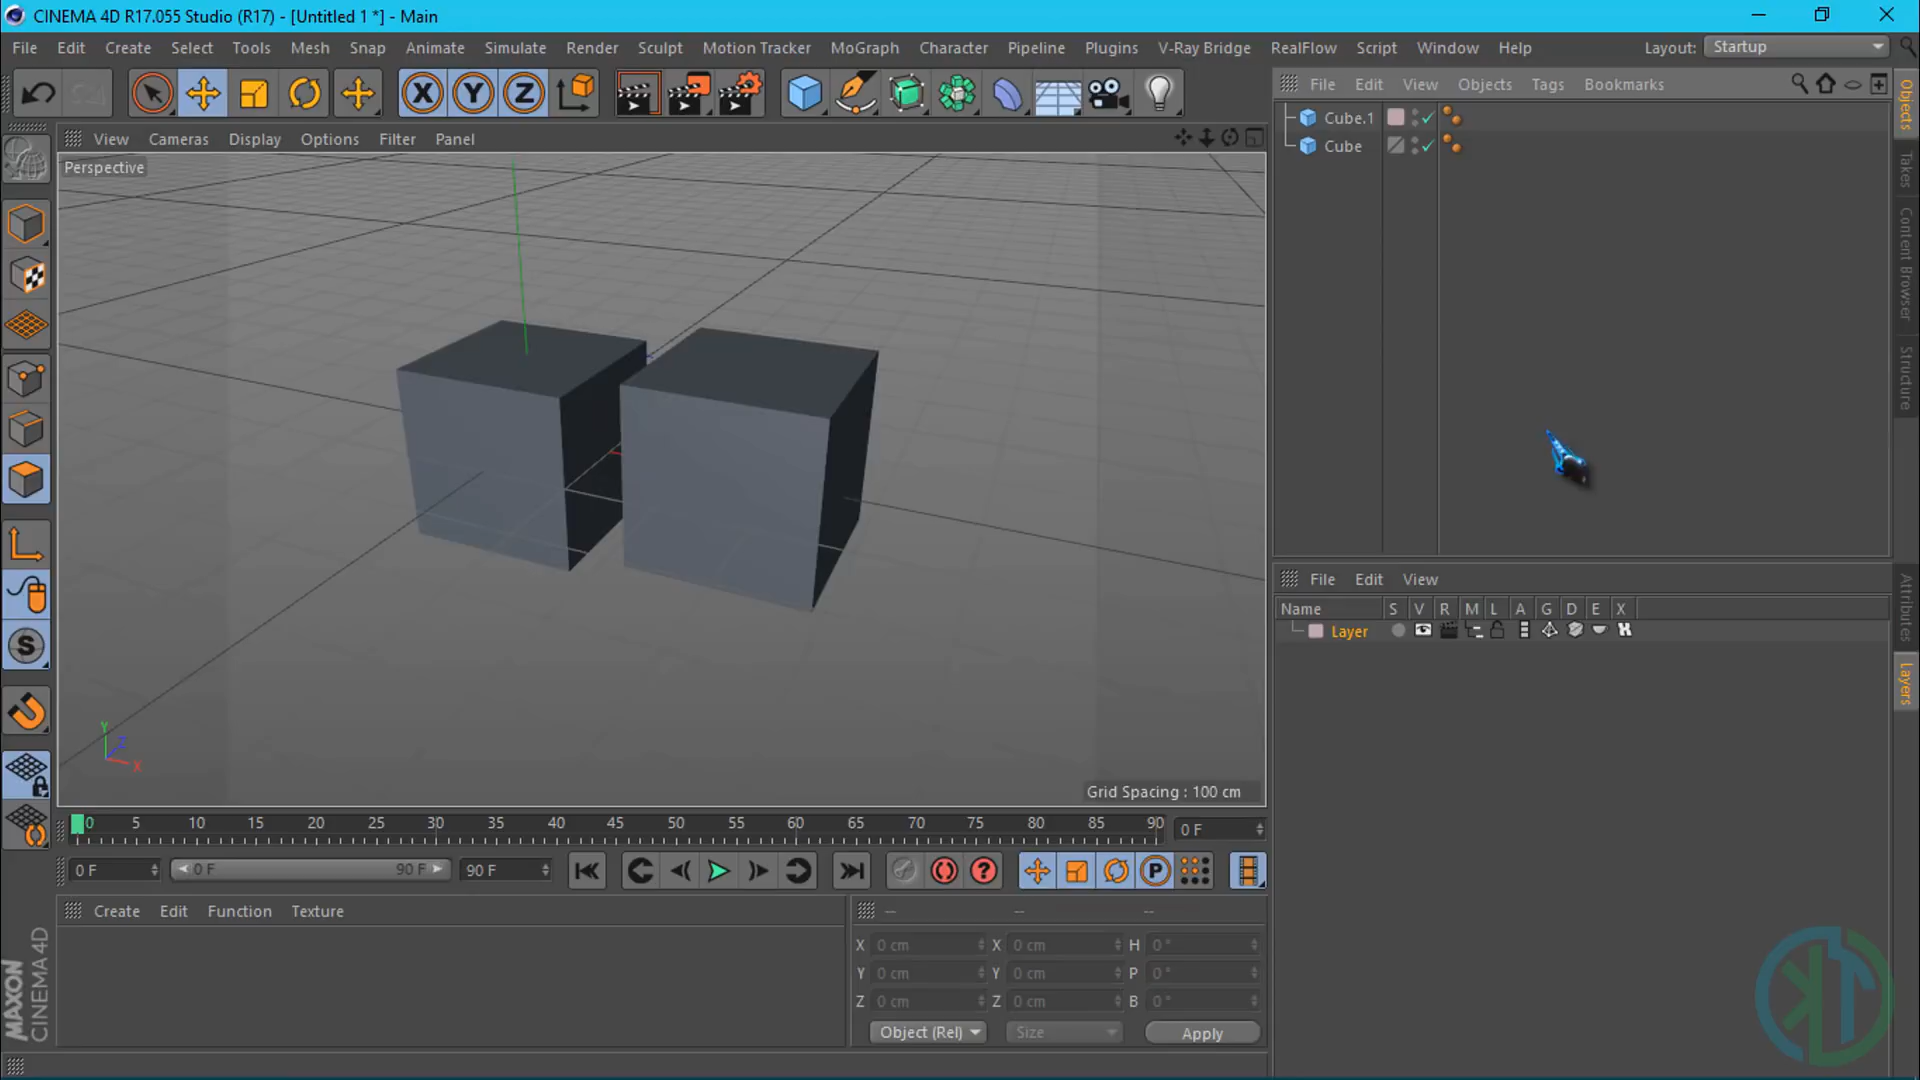 CINEMA 4D R17.055 Studio (R17) - [Untitled 1 *] - Main
File Edit Create Select Tools Mesh Snap Animate Simulate Render Sculpt Motion Tracker MoGraph Character Pipeline Plugins V-Ray Bridge RealFlow Script Window Help Layout: Startup
X Y Z
File Edit View Objects Tags Bookmarks
Cube.1
Cube
Objects
Takes
Content Browser
Structure
View Cameras Display Options Filter Panel
Perspective
Y
Z
X
Grid Spacing : 100 cm
File Edit View
Name S V R M L A G D E X
Layer
Attributes
Layers
0 5 10 15 20 25 30 35 40 45 50 55 60 65 70 75 80 85 90 0 F
0 F 0 F 90 F 90 F ? P
Create Edit Function Texture
-- -- --
X 0 cm X 0 cm H 0 °
Y 0 cm Y 0 cm P 0 °
Z 0 cm Z 0 cm B 0 °
Object (Rel) Size Apply
S
MAXON
CINEMA 4D